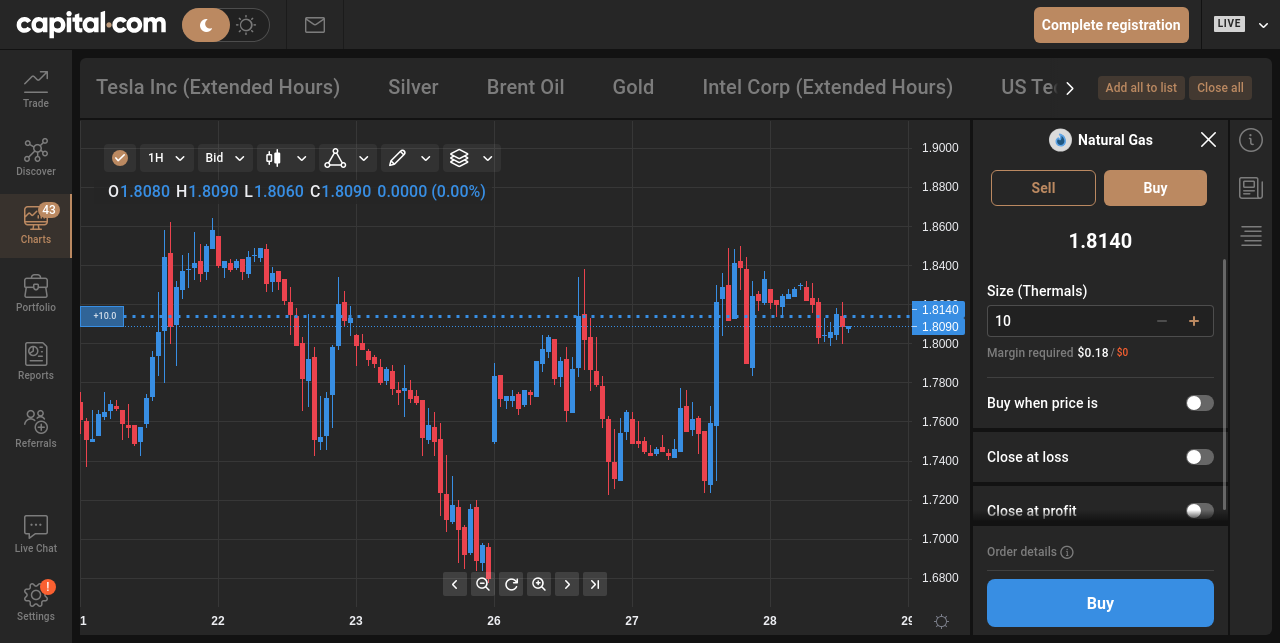 capital.com
Complete registration
LIVE
Trade
Discover
43
Charts
Portfolio
Reports
Referrals
Live Chat
!
Settings
Tesla Inc (Extended Hours)
Silver
Brent Oil
Gold
Intel Corp (Extended Hours)
US Te
Add all to list
Close all
1H
Bid
O1.8080 H1.8090 L1.8060 C1.8090 0.0000 (0.00%)
+10.0
1.9000
1.8800
1.8600
1.8400
1.8140
1.8090
1.8000
1.7800
1.7600
1.7400
1.7200
1.7000
1.6800
1 22 23 26 27 28 29
Natural Gas
Sell
Buy
1.8140
Size (Thermals)
10
Margin required $0.18 / $0
Buy when price is
Close at loss
Close at profit
Order details
Buy